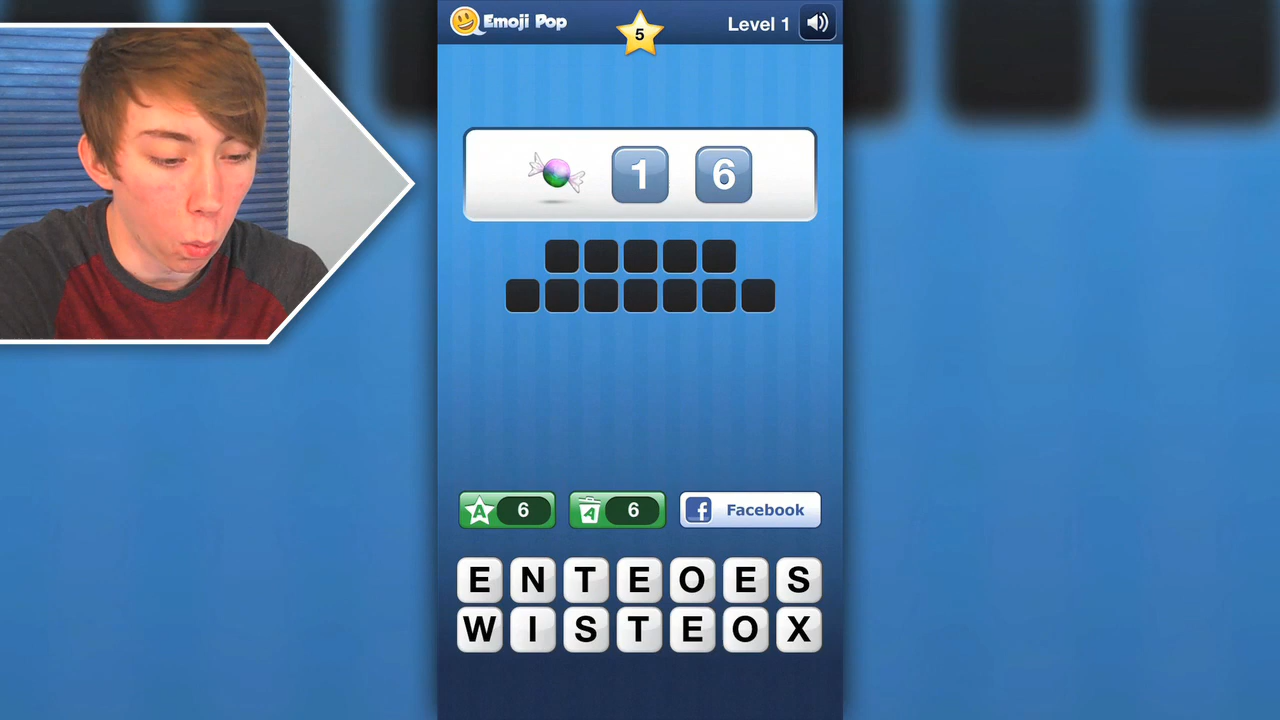 Emoji Pop
5
Level 1
1 6
6
6
A
A
f Facebook
E N T E O E S
W I S T E O X